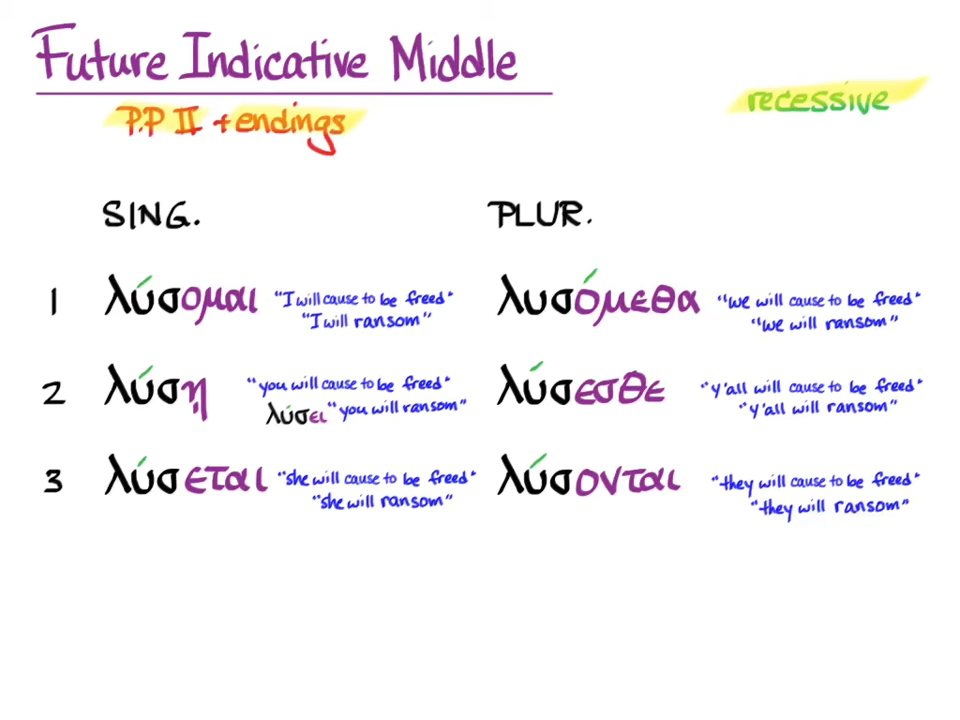 Future Indicative Middle
P.P II + endings
recessive
SING. PLUR.
1 λύσομαι "I will cause to be freed" λυσόμεθα "we will cause to be freed"
"I will ransom" "we will ransom"
2 λύσῃ "you will cause to be freed" λύσεσθε "y'all will cause to be freed"
λύσει "you will ransom" "y'all will ransom"
3 λύσεται "she will cause to be freed" λύσονται "they will cause to be freed"
"she will ransom" "they will ransom"